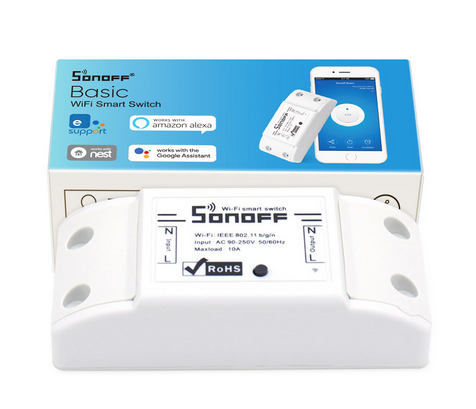 SONOFF®
Basic
WiFi Smart Switch
e support
WORKS WITH
amazon alexa
works with
nest
works with the
Google Assistant
Wi-Fi smart switch
SONOFF
Wi-Fi: IEEE 802.11 b/g/n
Input AC 90-250V 50/60Hz
Maxload 10A
RoHS
N
Input
L
N
Output
L